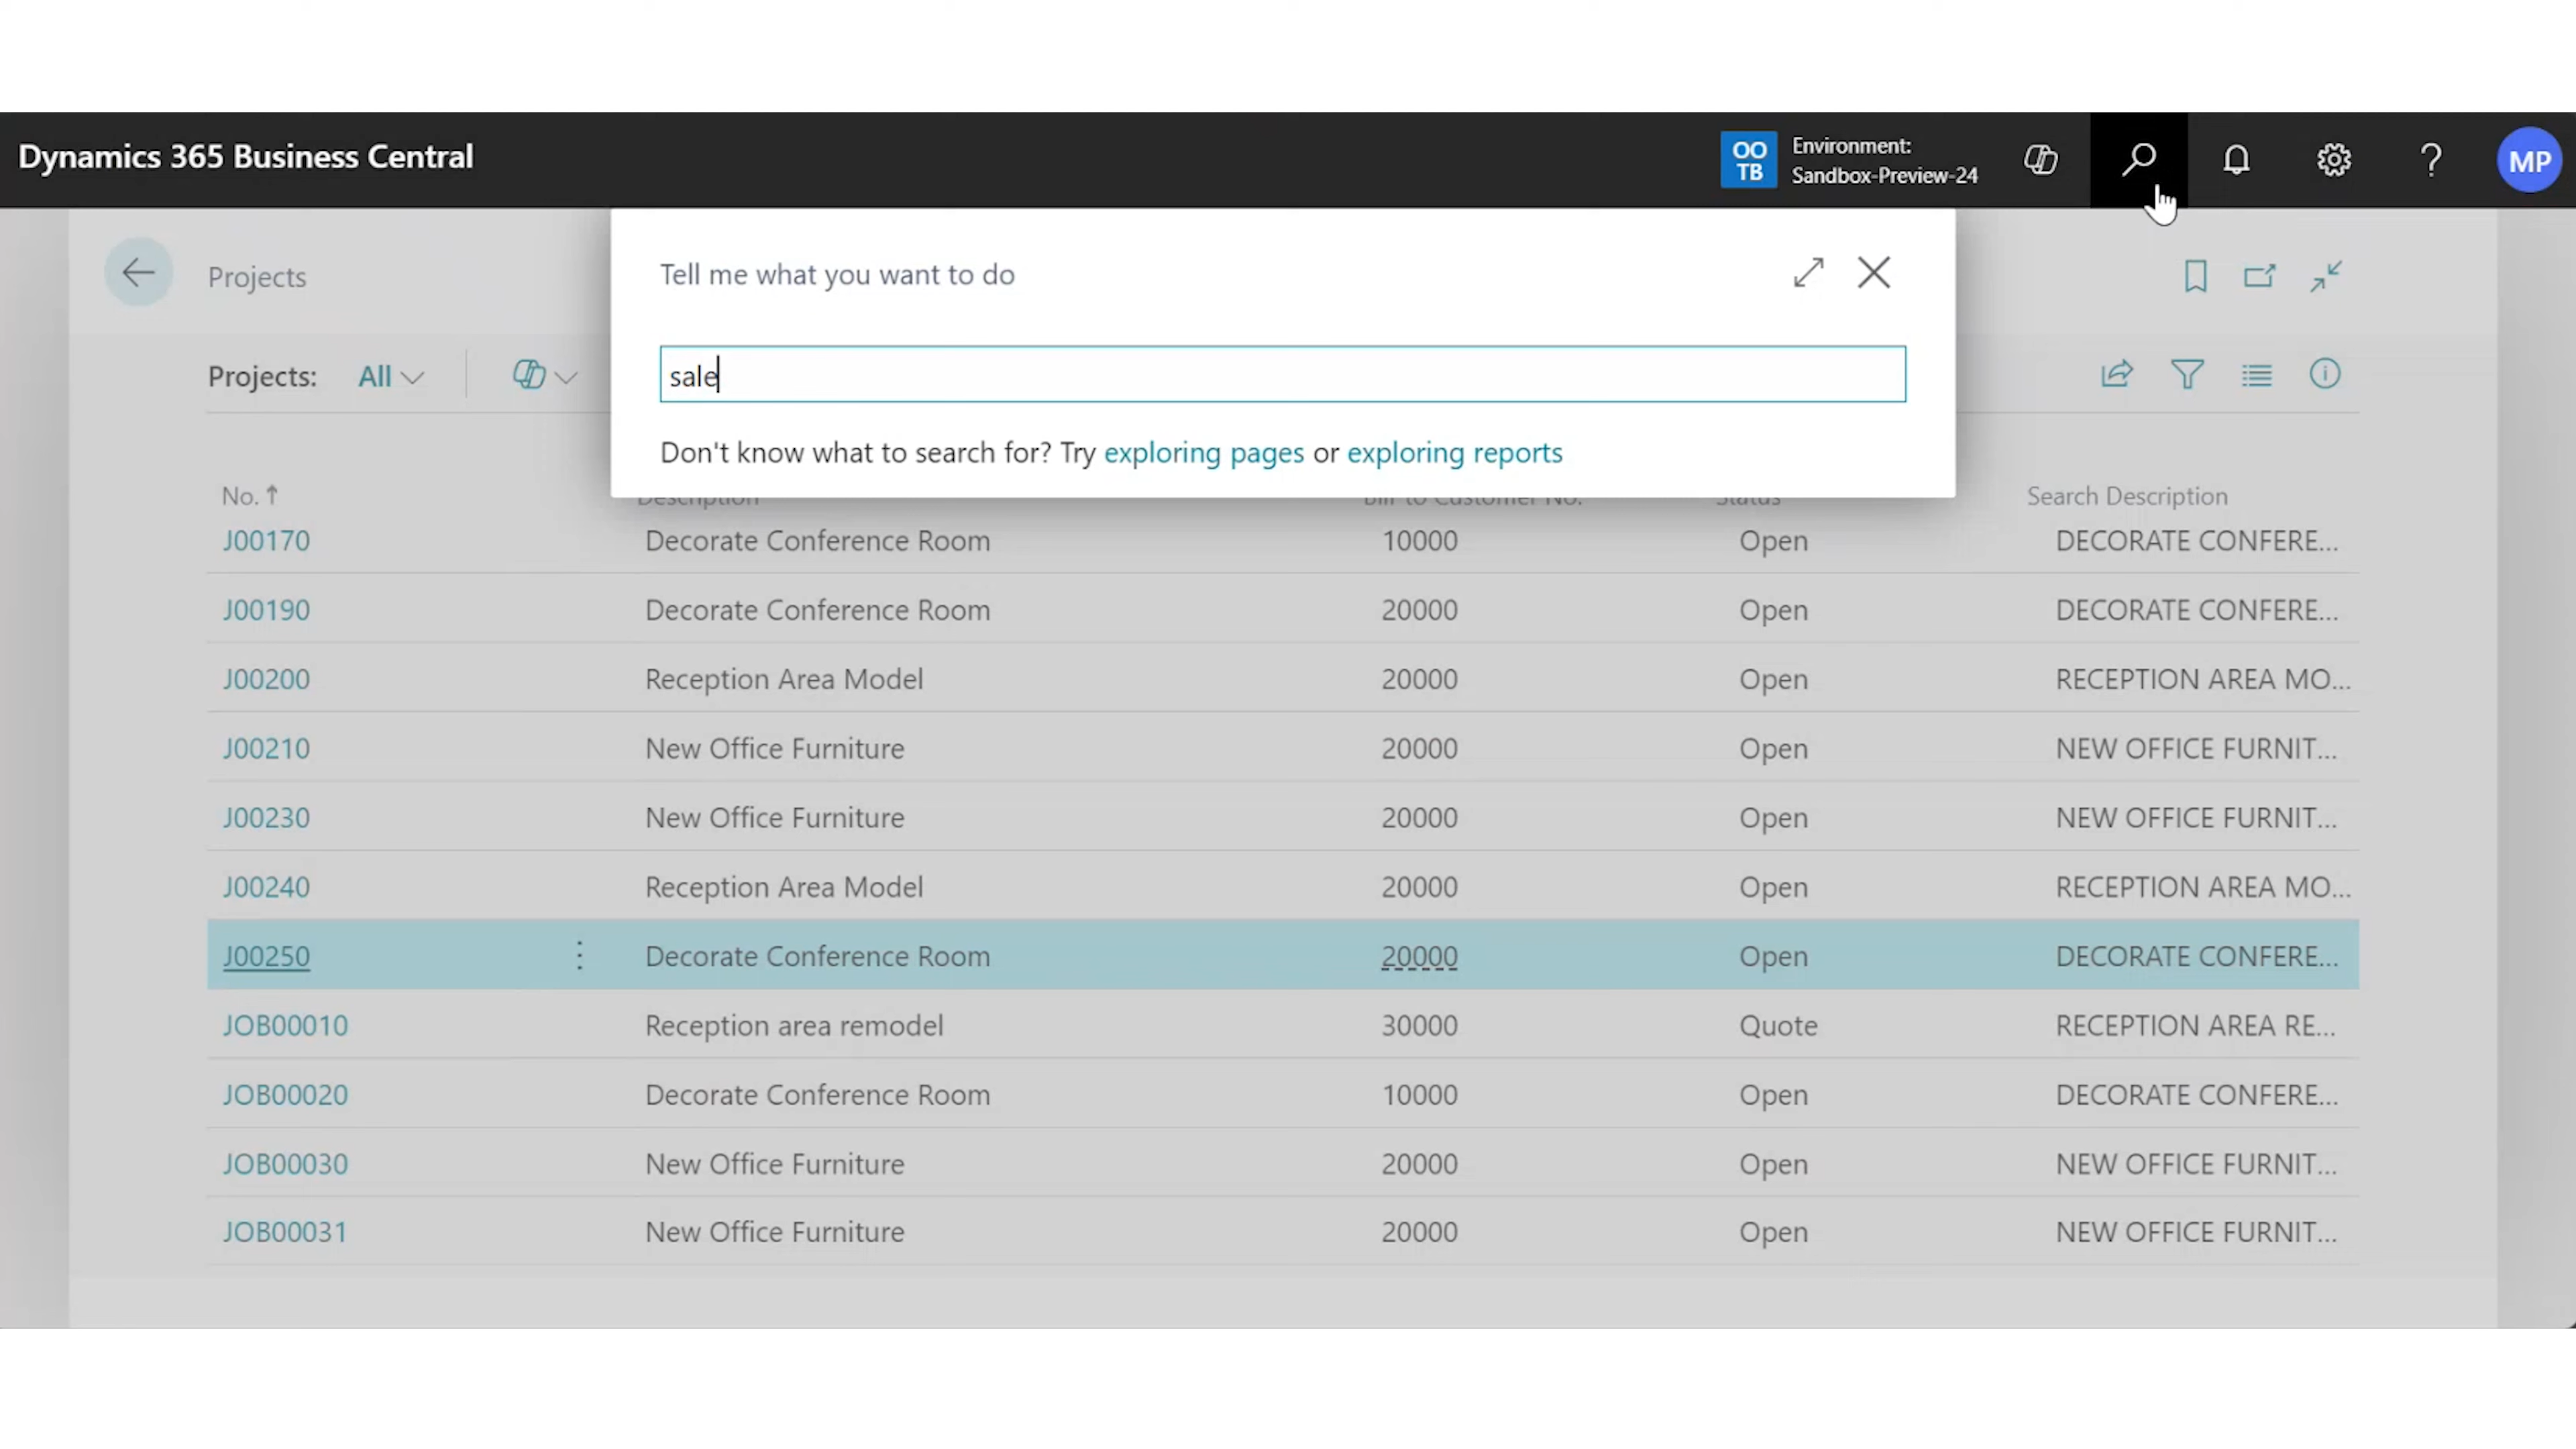 Dynamics 365 Business Central
OO
TB
Environment:
Sandbox-Preview-24
MP
Projects
Tell me what you want to do
Projects: All
sale
Don't know what to search for? Try exploring pages or exploring reports
No. Description Bill-to Customer No. Status Search Description
J00170 Decorate Conference Room 10000 Open DECORATE CONFERE...
J00190 Decorate Conference Room 20000 Open DECORATE CONFERE...
J00200 Reception Area Model 20000 Open RECEPTION AREA MO...
J00210 New Office Furniture 20000 Open NEW OFFICE FURNIT...
J00230 New Office Furniture 20000 Open NEW OFFICE FURNIT...
J00240 Reception Area Model 20000 Open RECEPTION AREA MO...
J00250 Decorate Conference Room 20000 Open DECORATE CONFERE...
JOB00010 Reception area remodel 30000 Quote RECEPTION AREA RE...
JOB00020 Decorate Conference Room 10000 Open DECORATE CONFERE...
JOB00030 New Office Furniture 20000 Open NEW OFFICE FURNIT...
JOB00031 New Office Furniture 20000 Open NEW OFFICE FURNIT...